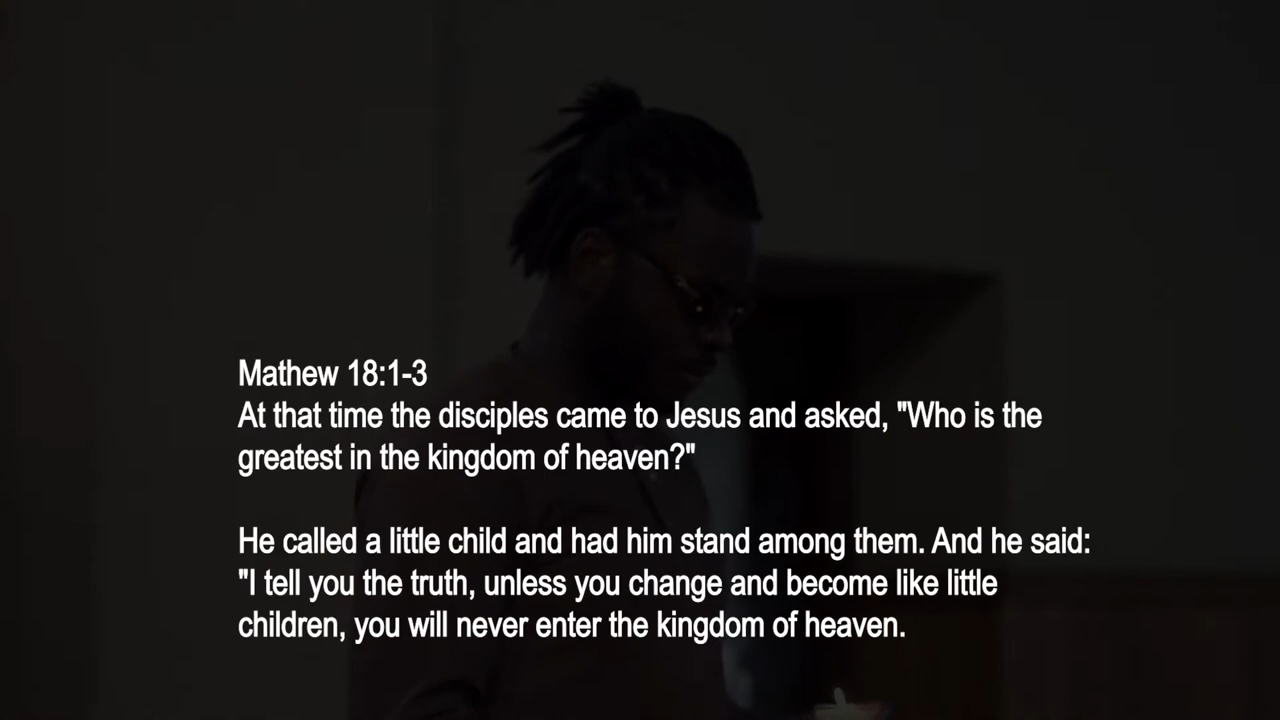 Mathew 18:1-3
At that time the disciples came to Jesus and asked, "Who is the
greatest in the kingdom of heaven?"
He called a little child and had him stand among them. And he said:
"I tell you the truth, unless you change and become like little
children, you will never enter the kingdom of heaven.